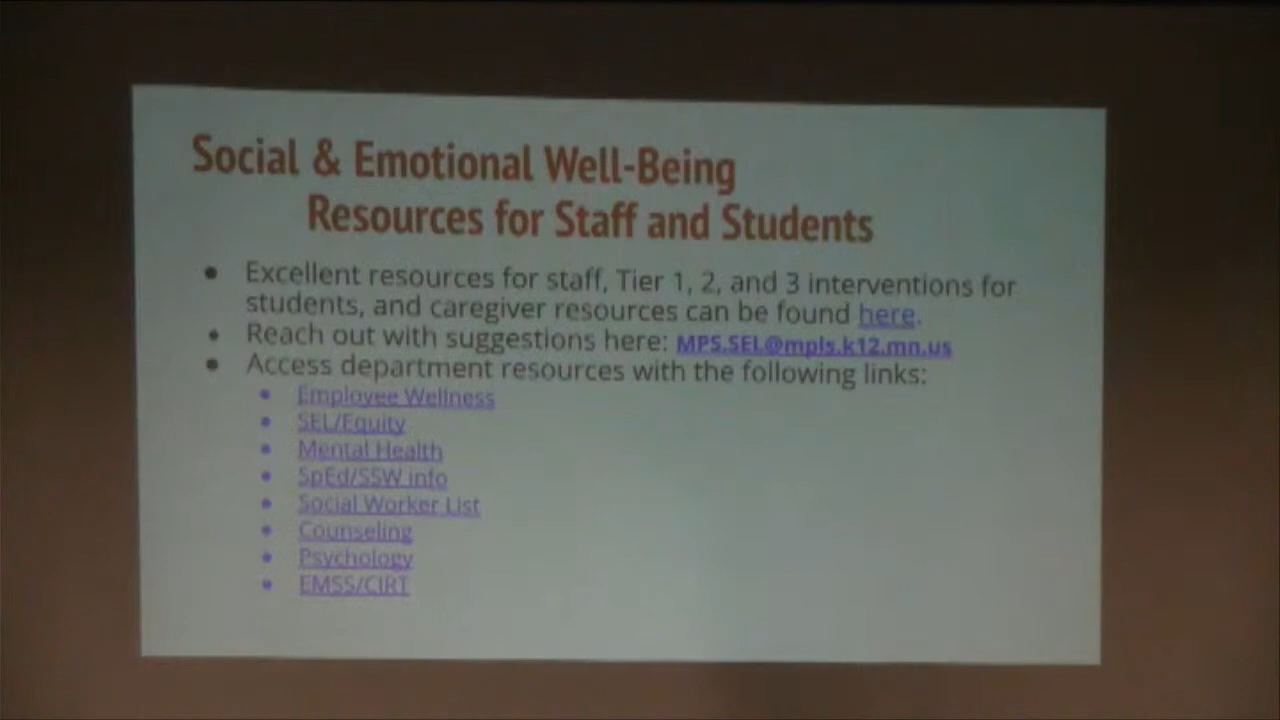 Social & Emotional Well-Being
Resources for Staff and Students
• Excellent resources for staff, Tier 1, 2, and 3 interventions for
students, and caregiver resources can be found here.
• Reach out with suggestions here: MPS.SEL@mpls.k12.mn.us
• Access department resources with the following links:
• Employee Wellness
• SEL/Equity
• Mental Health
• SpEd/SSW info
• Social Worker List
• Counseling
• Psychology
• EMSS/CIRT